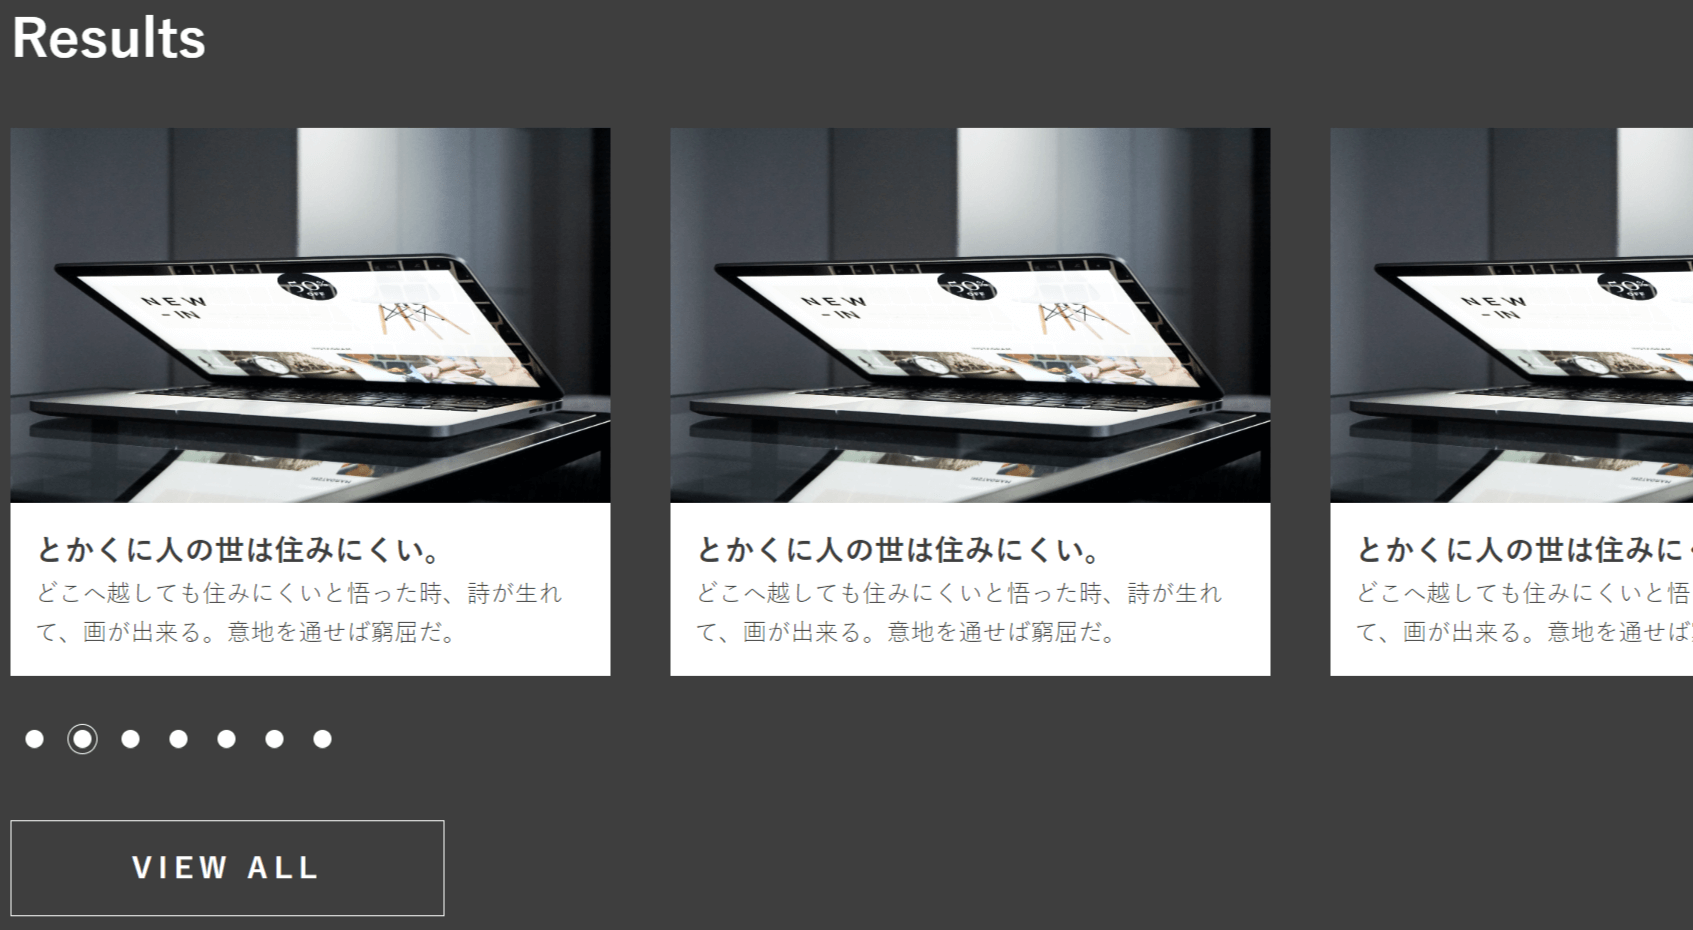 Results
NEW
- IN
50%
OFF
とかくに人の世は住みにくい。
どこへ越しても住みにくいと悟った時、詩が生れ
て、画が出来る。意地を通せば窮屈だ。
NEW
- IN
50%
OFF
とかくに人の世は住みにくい。
どこへ越しても住みにくいと悟った時、詩が生れ
て、画が出来る。意地を通せば窮屈だ。
NEW
- IN
50%
OFF
とかくに人の世は住みに
どこへ越しても住みにくいと悟
て、画が出来る。意地を通せば
VIEW ALL